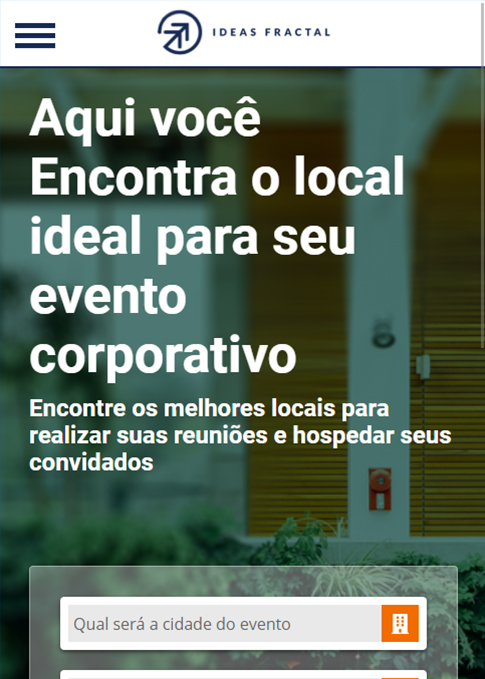 IDEAS FRACTAL
Aqui você
Encontra o local
ideal para seu
evento
corporativo
Encontre os melhores locais para
realizar suas reuniões e hospedar seus
convidados
Qual será a cidade do evento